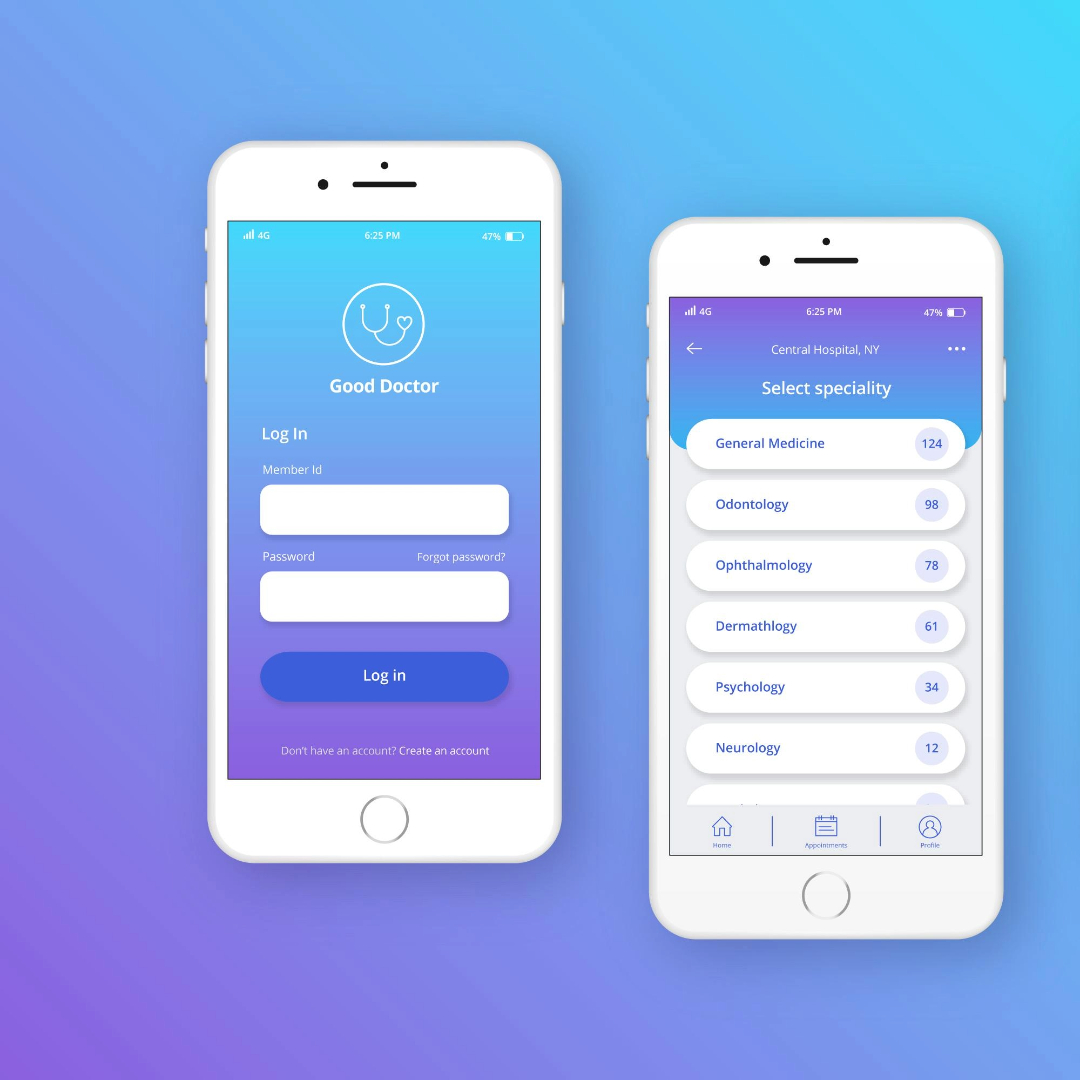 4G 6:25 PM 47%
Good Doctor
Log In
Member Id
Password Forgot password?
Log in
Don't have an account? Create an account
4G 6:25 PM 47%
Central Hospital, NY
Select speciality
General Medicine 124
Odontology 98
Ophthalmology 78
Dermathlogy 61
Psychology 34
Neurology 12
Home Appointments Profile